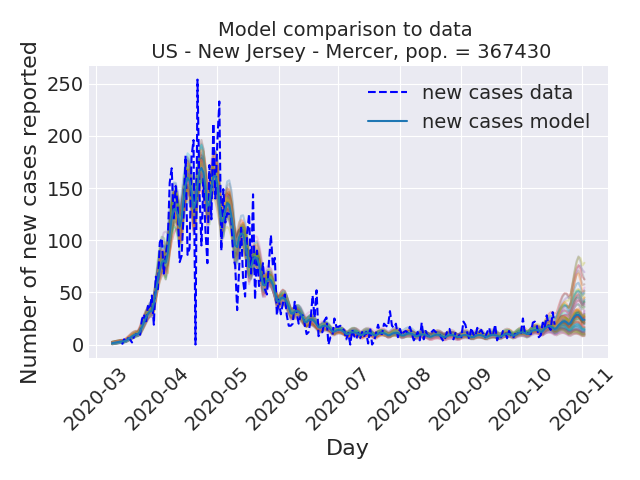 Model comparison to data
US - New Jersey - Mercer, pop. = 367430
Number of new cases reported
250
200
150
100
50
0
new cases data
new cases model
2020-03
2020-04
2020-05
2020-06
2020-07
2020-08
2020-09
2020-10
2020-11
Day